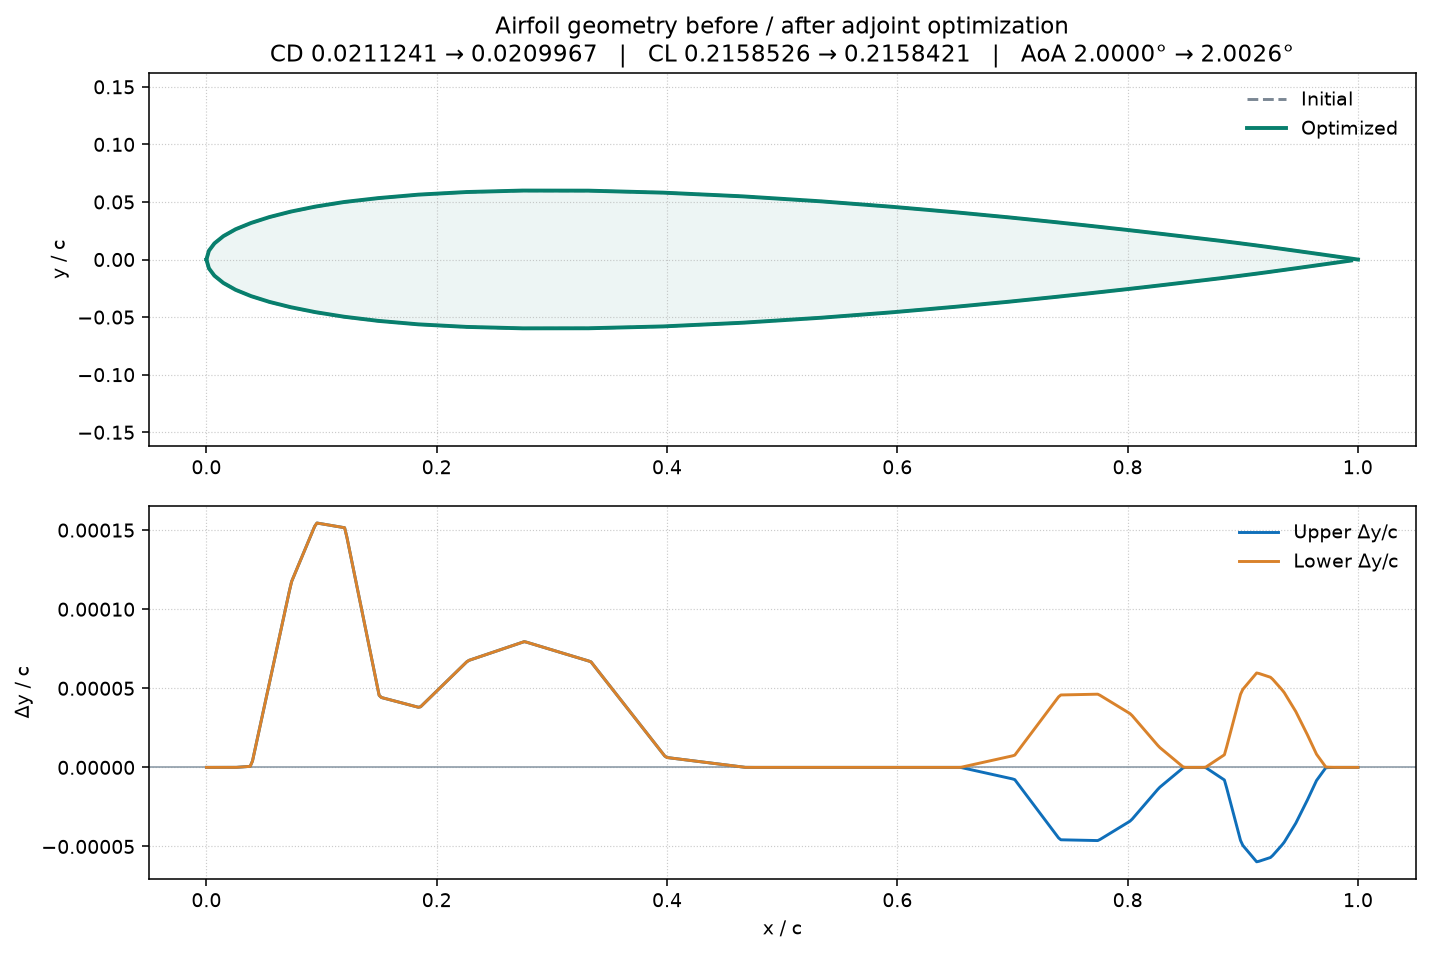 Airfoil geometry before / after adjoint optimization
CD 0.0211241 → 0.0209967 | CL 0.2158526 → 0.2158421 | AoA 2.0000° → 2.0026°
Initial
Optimized
y / c
0.15
0.10
0.05
0.00
−0.05
−0.10
−0.15
0.0 0.2 0.4 0.6 0.8 1.0
Upper Δy/c
Lower Δy/c
Δy / c
0.00015
0.00010
0.00005
0.00000
−0.00005
0.0 0.2 0.4 0.6 0.8 1.0
x / c